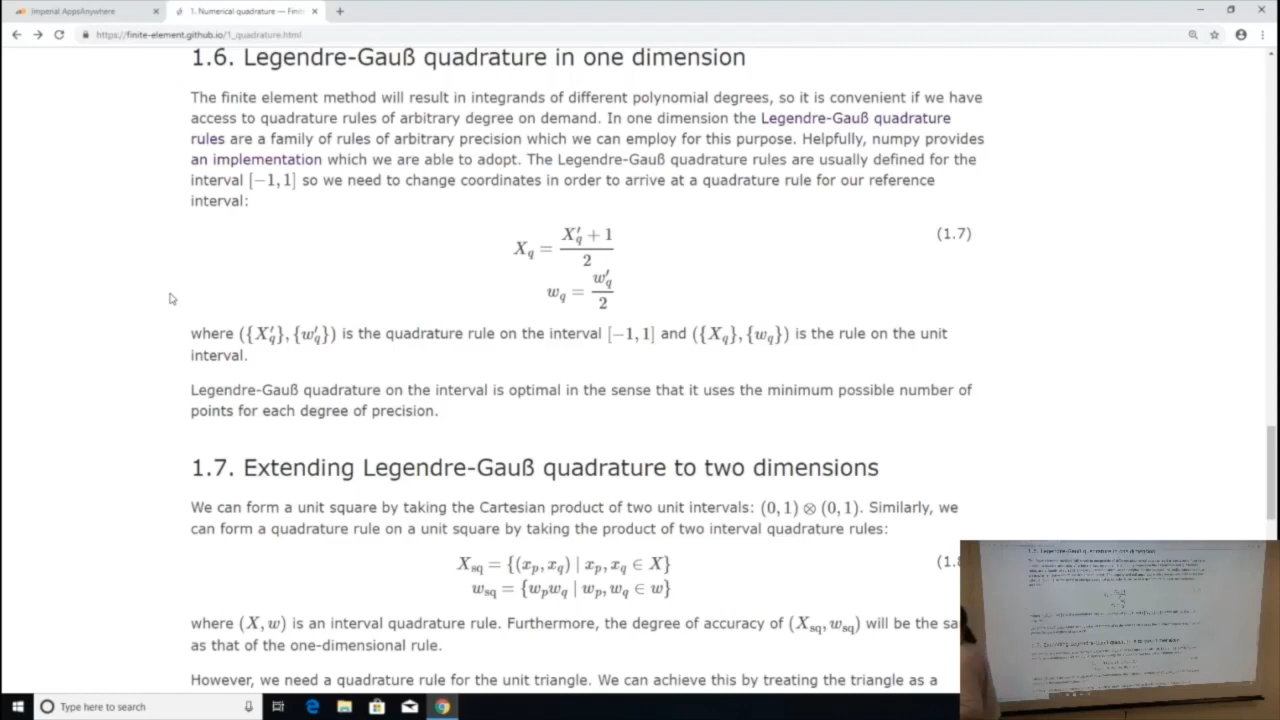 Imperial AppsAnywhere
1. Numerical quadrature — Fini
https://finite-element.github.io/1_quadrature.html
1.6. Legendre-Gauß quadrature in one dimension
The finite element method will result in integrands of different polynomial degrees, so it is convenient if we have
access to quadrature rules of arbitrary degree on demand. In one dimension the Legendre-Gauß quadrature
rules are a family of rules of arbitrary precision which we can employ for this purpose. Helpfully, numpy provides
an implementation which we are able to adopt. The Legendre-Gauß quadrature rules are usually defined for the
interval [−1, 1] so we need to change coordinates in order to arrive at a quadrature rule for our reference
interval:
X_q = (X′_q + 1)/2 (1.7)
w_q = w′_q/2
where ({X′_q}, {w′_q}) is the quadrature rule on the interval [−1, 1] and ({X_q}, {w_q}) is the rule on the unit
interval.
Legendre-Gauß quadrature on the interval is optimal in the sense that it uses the minimum possible number of
points for each degree of precision.
1.7. Extending Legendre-Gauß quadrature to two dimensions
We can form a unit square by taking the Cartesian product of two unit intervals: (0, 1) ⊗ (0, 1). Similarly, we
can form a quadrature rule on a unit square by taking the product of two interval quadrature rules:
X_sq = {(x_p, x_q) | x_p, x_q ∈ X} (1.8
w_sq = {w_p w_q | w_p, w_q ∈ w}
where (X, w) is an interval quadrature rule. Furthermore, the degree of accuracy of (X_sq, w_sq) will be the sa
as that of the one-dimensional rule.
However, we need a quadrature rule for the unit triangle. We can achieve this by treating the triangle as a
Type here to search